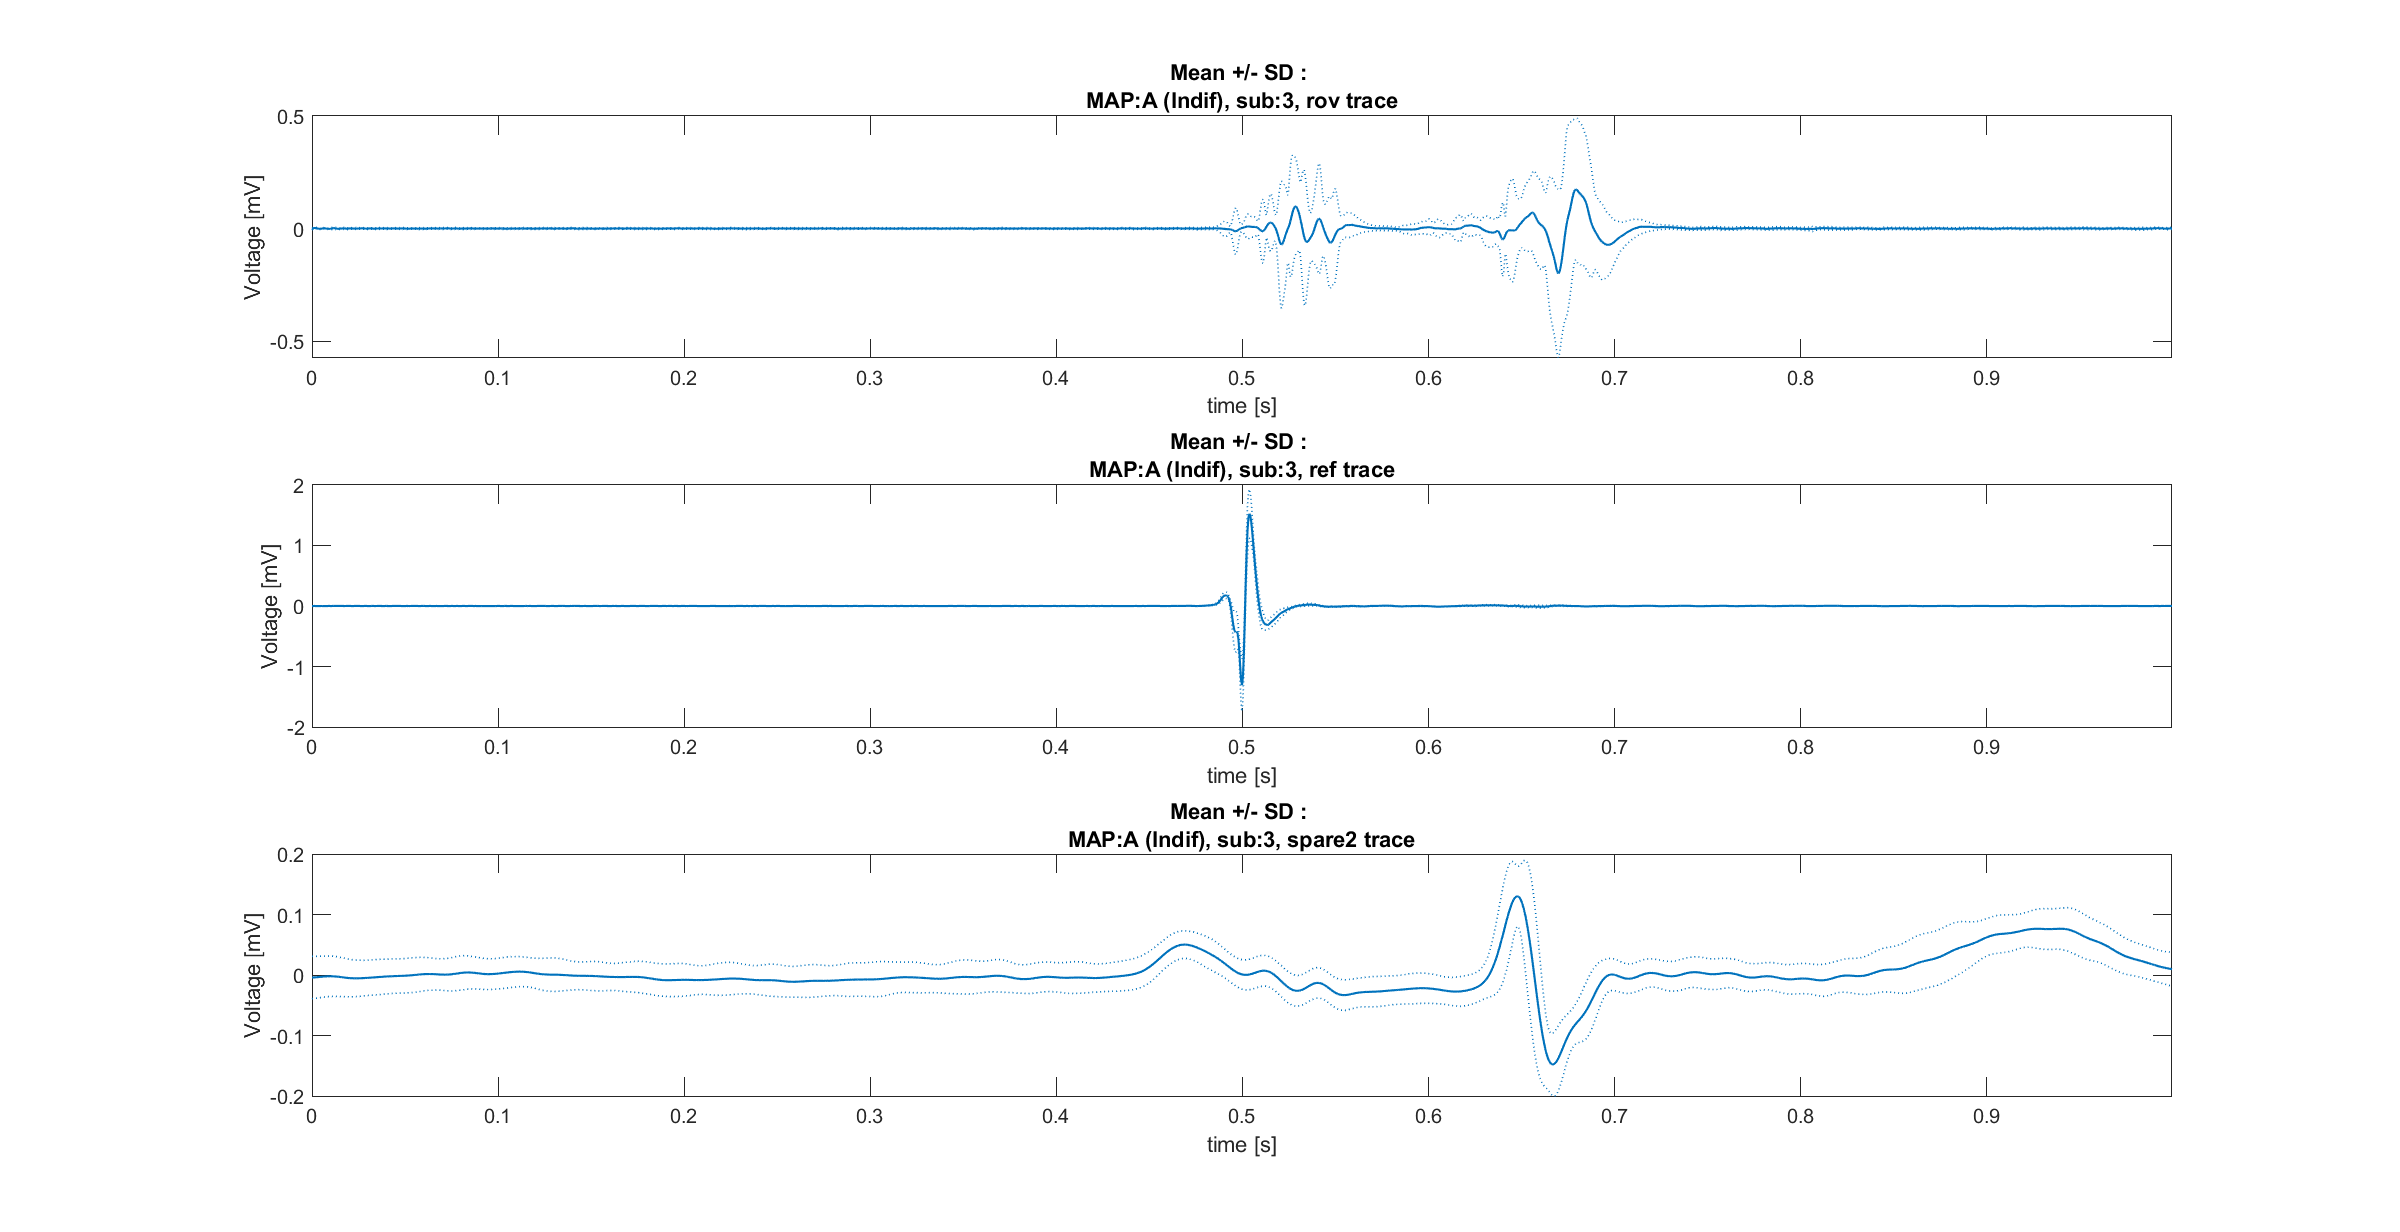 Mean +/- SD :
MAP:A (Indif), sub:3, rov trace
0.5
0
-0.5
Voltage [mV]
0 0.1 0.2 0.3 0.4 0.5 0.6 0.7 0.8 0.9
time [s]
Mean +/- SD :
MAP:A (Indif), sub:3, ref trace
2
1
0
-1
-2
Voltage [mV]
0 0.1 0.2 0.3 0.4 0.5 0.6 0.7 0.8 0.9
time [s]
Mean +/- SD :
MAP:A (Indif), sub:3, spare2 trace
0.2
0.1
0
-0.1
-0.2
Voltage [mV]
0 0.1 0.2 0.3 0.4 0.5 0.6 0.7 0.8 0.9
time [s]